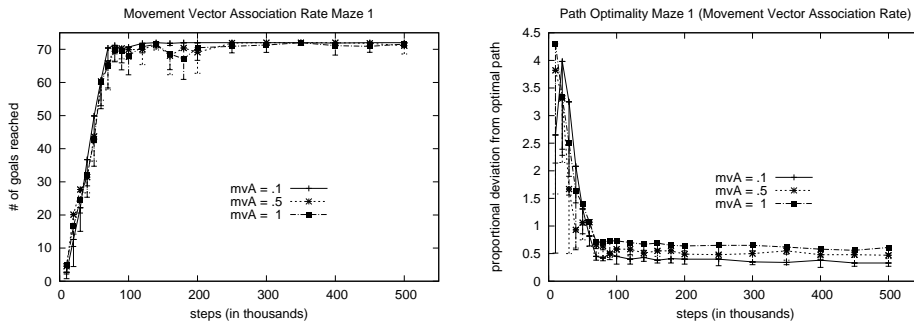 Movement Vector Association Rate Maze 1
# of goals reached
80
70
60
50
40
30
20
10
0
mvA = .1
mvA = .5
mvA = 1
0 100 200 300 400 500
steps (in thousands)
Path Optimality Maze 1 (Movement Vector Association Rate)
proportional deviation from optimal path
4.5
4
3.5
3
2.5
2
1.5
1
0.5
0
mvA = .1
mvA = .5
mvA = 1
0 100 200 300 400 500
steps (in thousands)